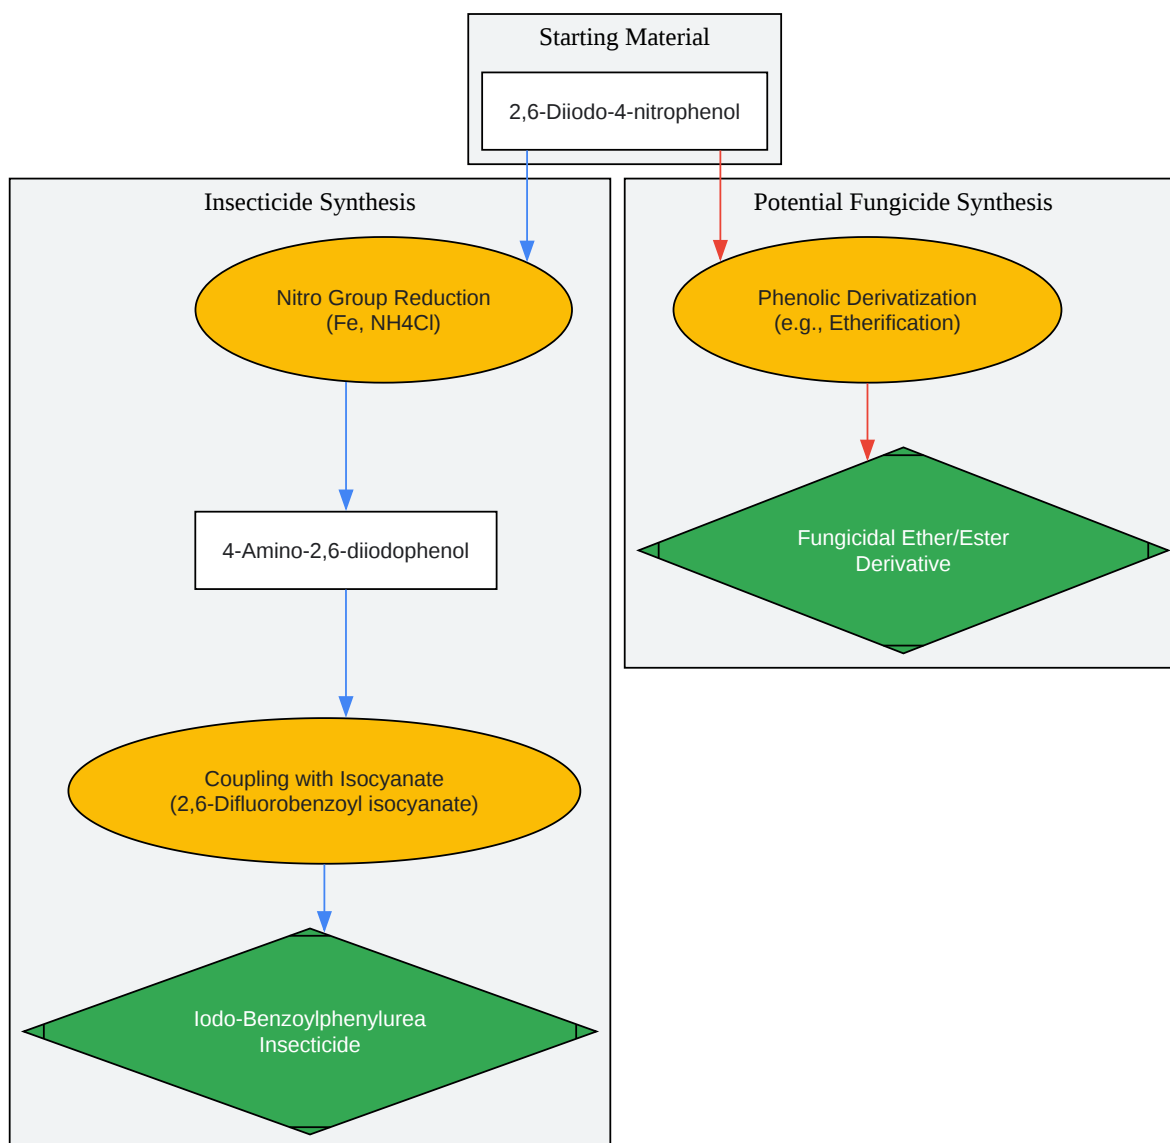 Starting Material
2,6-Diiodo-4-nitrophenol
Insecticide Synthesis
Nitro Group Reduction
(Fe, NH4Cl)
4-Amino-2,6-diiodophenol
Coupling with Isocyanate
(2,6-Difluorobenzoyl isocyanate)
Iodo-Benzoylphenylurea
Insecticide
Potential Fungicide Synthesis
Phenolic Derivatization
(e.g., Etherification)
Fungicidal Ether/Ester
Derivative